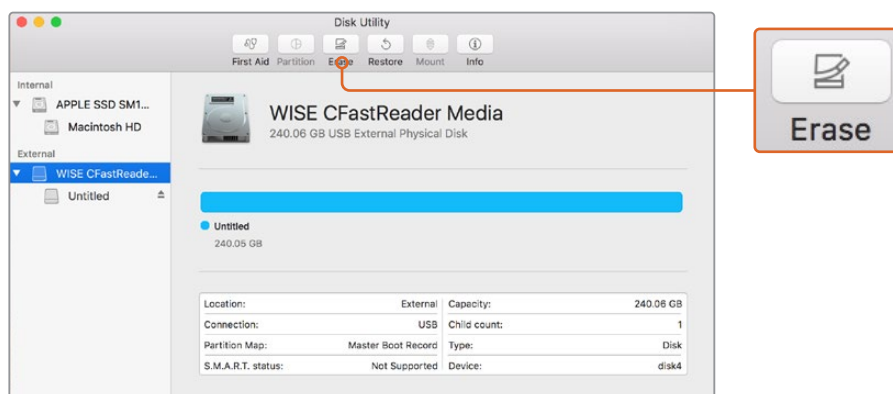 Disk Utility
First Aid Partition Erase Restore Mount Info
Erase
Internal
APPLE SSD SM1...
Macintosh HD
External
WISE CFastReade...
Untitled
WISE CFastReader Media
240.06 GB USB External Physical Disk
Untitled
240.05 GB
Location: External Capacity: 240.06 GB
Connection: USB Child count: 1
Partition Map: Master Boot Record Type: Disk
S.M.A.R.T. status: Not Supported Device: disk4